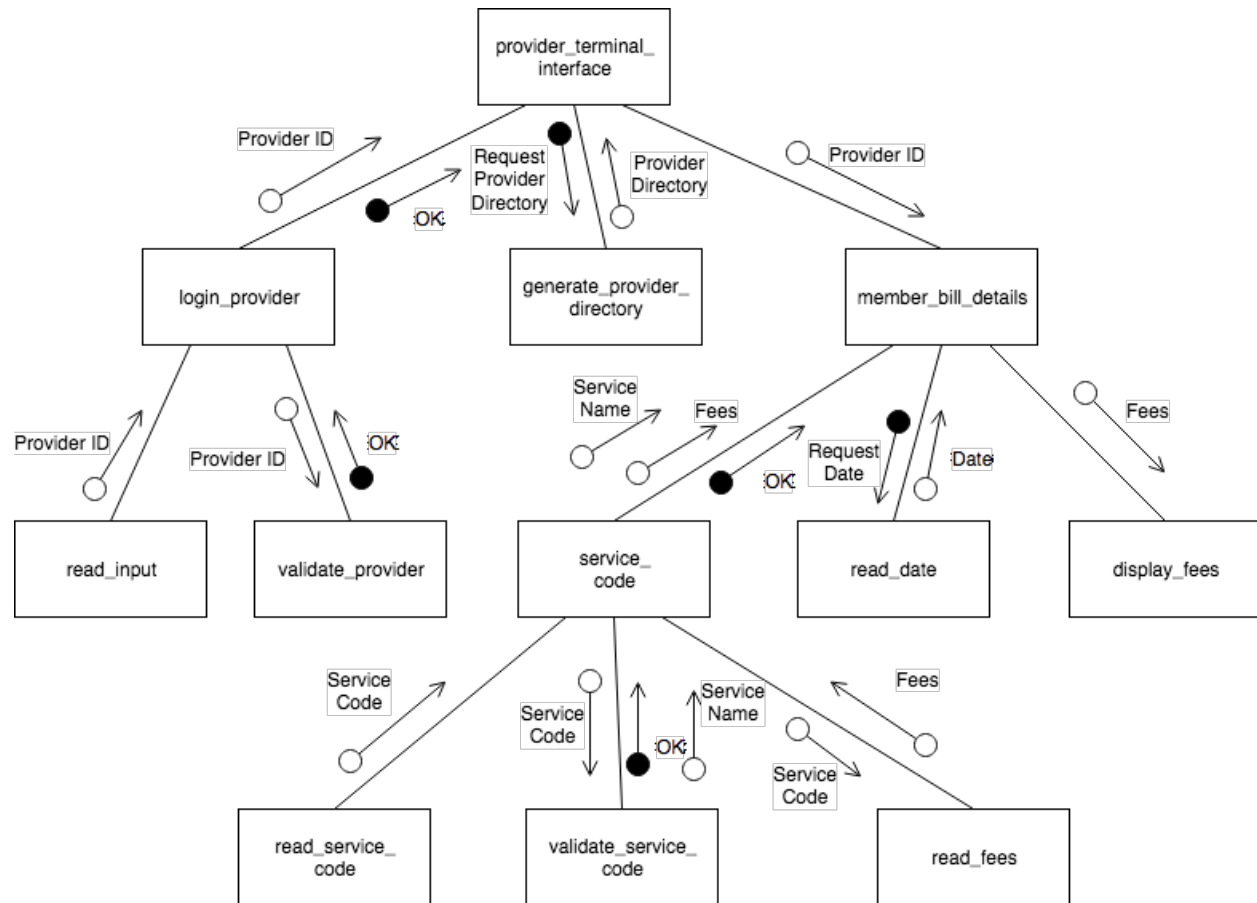 provider_terminal_
interface
Provider ID
Request
Provider
Directory
OK
Provider
Directory
Provider ID
login_provider
generate_provider_
directory
member_bill_details
Provider ID
Provider ID
OK
Service
Name
Fees
OK
Request
Date
Date
Fees
read_input
validate_provider
service_
code
read_date
display_fees
Service
Code
Service
Code
OK
Service
Name
Service
Code
Fees
read_service_
code
validate_service_
code
read_fees